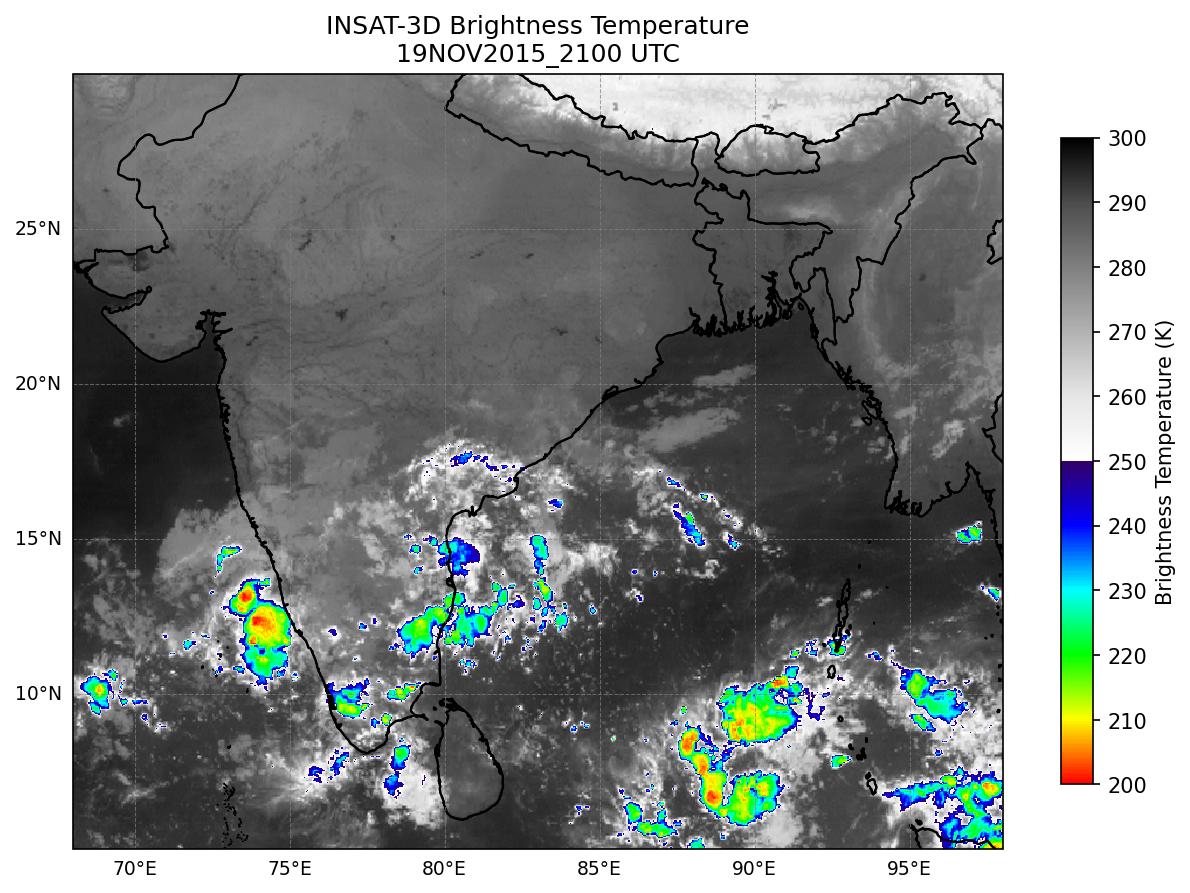 INSAT-3D Brightness Temperature
19NOV2015_2100 UTC
25°N
20°N
15°N
10°N
70°E
75°E
80°E
85°E
90°E
95°E
300
290
280
270
260
250
240
230
220
210
200
Brightness Temperature (K)